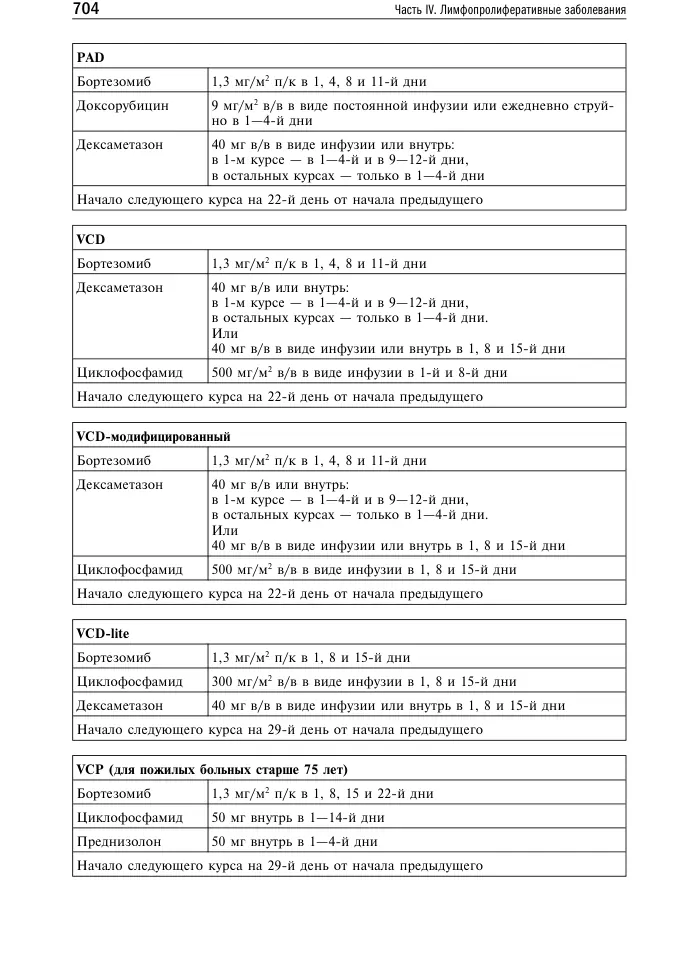 704
Часть IV. Лимфопролиферативные заболевания
PAD
Бортезомиб 1,3 мг/м² п/к в 1, 4, 8 и 11-й дни
Доксорубицин 9 мг/м² в/в в виде постоянной инфузии или ежедневно струй-
но в 1—4-й дни
Дексаметазон 40 мг в/в в виде инфузии или внутрь:
в 1-м курсе — в 1—4-й и в 9—12-й дни,
в остальных курсах — только в 1—4-й дни
Начало следующего курса на 22-й день от начала предыдущего
VCD
Бортезомиб 1,3 мг/м² п/к в 1, 4, 8 и 11-й дни
Дексаметазон 40 мг в/в или внутрь:
в 1-м курсе — в 1—4-й и в 9—12-й дни,
в остальных курсах — только в 1—4-й дни.
Или
40 мг в/в в виде инфузии или внутрь в 1, 8 и 15-й дни
Циклофосфамид 500 мг/м² в/в в виде инфузии в 1-й и 8-й дни
Начало следующего курса на 22-й день от начала предыдущего
VCD-модифицированный
Бортезомиб 1,3 мг/м² п/к в 1, 4, 8 и 11-й дни
Дексаметазон 40 мг в/в или внутрь:
в 1-м курсе — в 1—4-й и в 9—12-й дни,
в остальных курсах — только в 1—4-й дни.
Или
40 мг в/в в виде инфузии или внутрь в 1, 8 и 15-й дни
Циклофосфамид 500 мг/м² в/в в виде инфузии в 1, 8 и 15-й дни
Начало следующего курса на 22-й день от начала предыдущего
VCD-lite
Бортезомиб 1,3 мг/м² п/к в 1, 8 и 15-й дни
Циклофосфамид 300 мг/м² в/в в виде инфузии в 1, 8 и 15-й дни
Дексаметазон 40 мг в/в в виде инфузии или внутрь в 1, 8 и 15-й дни
Начало следующего курса на 29-й день от начала предыдущего
VCP (для пожилых больных старше 75 лет)
Бортезомиб 1,3 мг/м² п/к в 1, 8, 15 и 22-й дни
Циклофосфамид 50 мг внутрь в 1—14-й дни
Преднизолон 50 мг внутрь в 1—4-й дни
Начало следующего курса на 29-й день от начала предыдущего